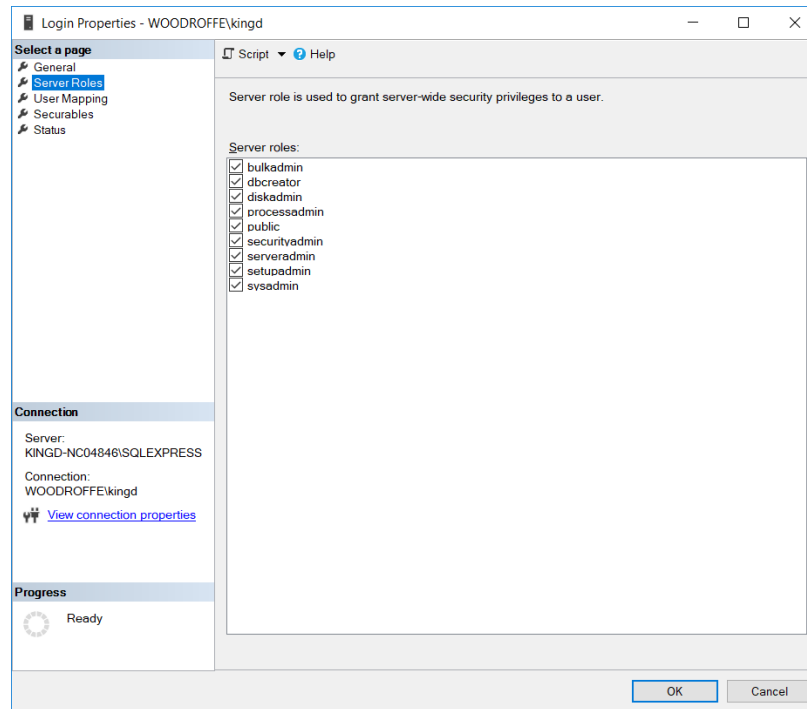 Login Properties - WOODROFFE\kingd
Select a page
General
Server Roles
User Mapping
Securables
Status
Script
Help
Server role is used to grant server-wide security privileges to a user.
Server roles:
bulkadmin
dbcreator
diskadmin
processadmin
public
securityadmin
serveradmin
setupadmin
sysadmin
Connection
Server:
KINGD-NC04846\SQLEXPRESS
Connection:
WOODROFFE\kingd
View connection properties
Progress
Ready
OK
Cancel